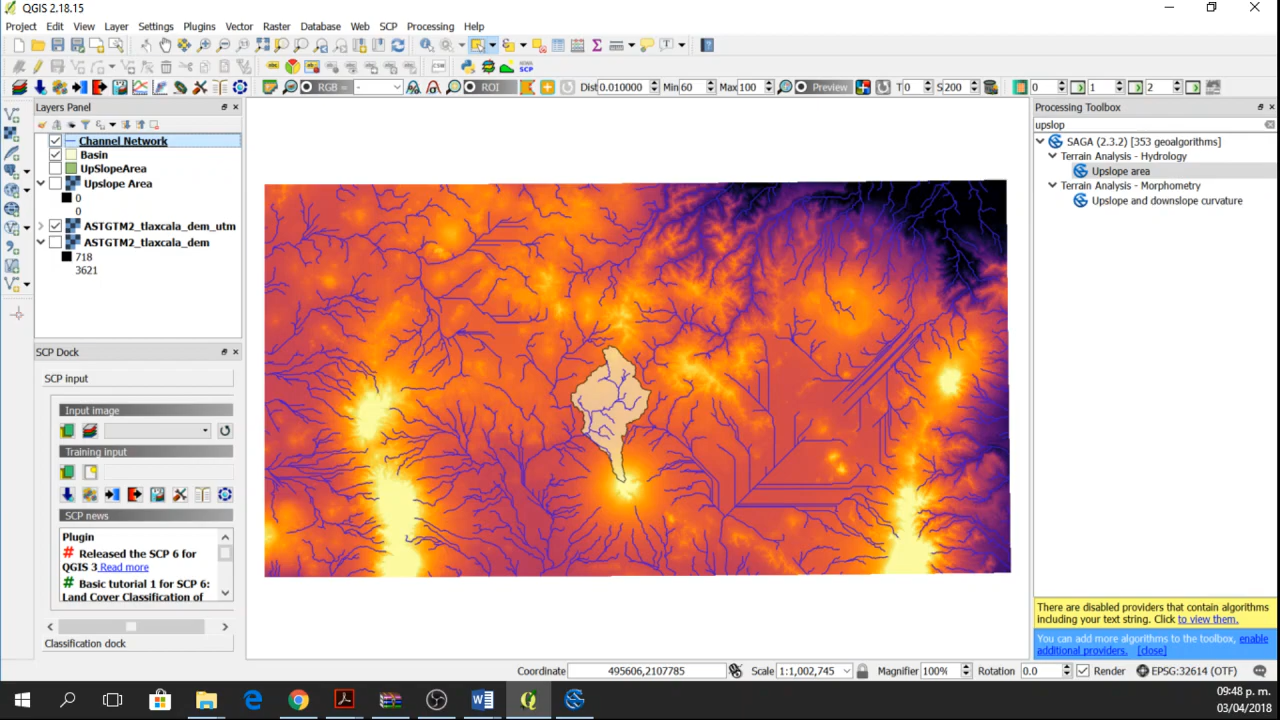 QGIS 2.18.15
Project Edit View Layer Settings Plugins Vector Raster Database Web SCP Processing Help
RGB = - ROI Dist 0.010000 Min 60 Max 100 Preview T 0 S 200 0 1 2
Layers Panel
Channel Network
Basin
UpSlopeArea
Upslope Area
0
0
ASTGTM2_tlaxcala_dem_utm
ASTGTM2_tlaxcala_dem
718
3621
SCP Dock
SCP input
Input image
Training input
SCP news
Plugin
# Released the SCP 6 for
QGIS 3 Read more
# Basic tutorial 1 for SCP 6:
Land Cover Classification of
Classification dock
Processing Toolbox
upslop
SAGA (2.3.2) [353 geoalgorithms]
Terrain Analysis - Hydrology
Upslope area
Terrain Analysis - Morphometry
Upslope and downslope curvature
There are disabled providers that contain algorithms
including your text string. Click to view them.
You can add more algorithms to the toolbox, enable
additional providers. [close]
Coordinate 495606,2107785 Scale 1:1,002,745 Magnifier 100% Rotation 0.0 Render EPSG:32614 (OTF)
09:48 p. m.
03/04/2018